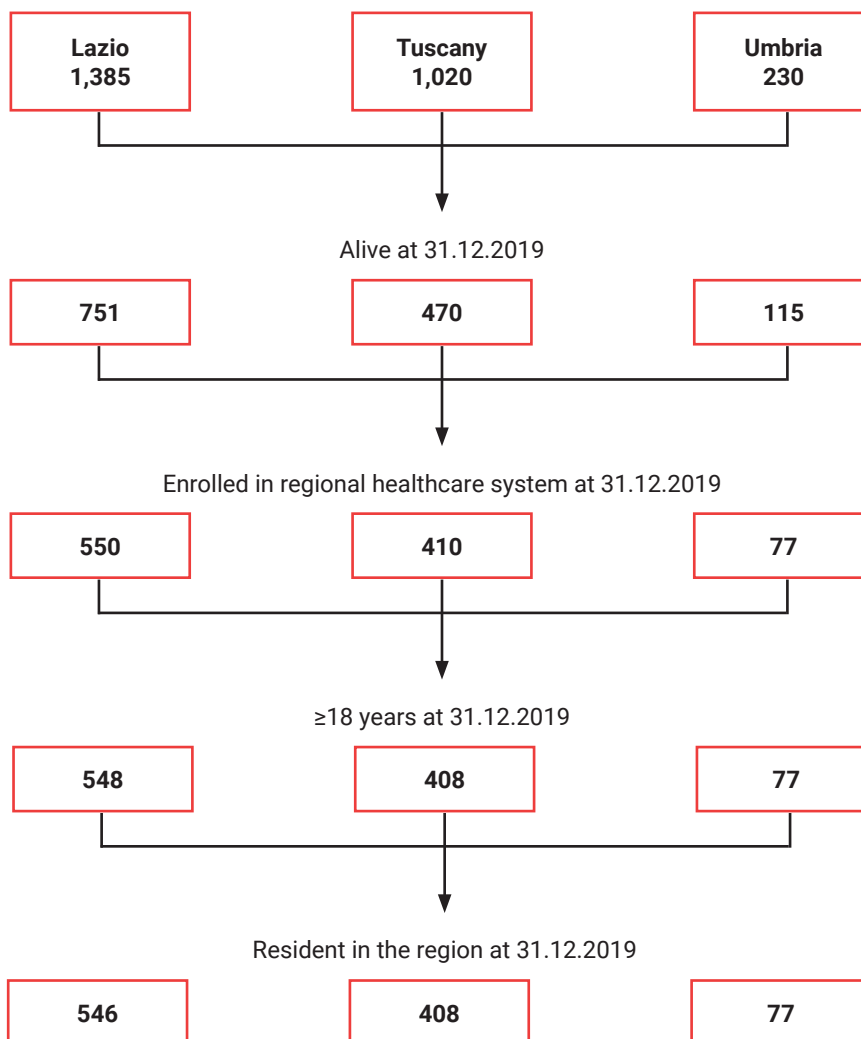 Lazio
1,385
Tuscany
1,020
Umbria
230
Alive at 31.12.2019
751
470
115
Enrolled in regional healthcare system at 31.12.2019
550
410
77
≥18 years at 31.12.2019
548
408
77
Resident in the region at 31.12.2019
546
408
77